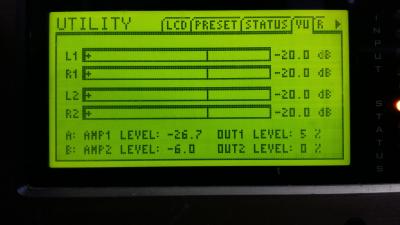 UTILITY LCD PRESET STATUS VU R
L1 -20.0 dB
R1 -20.0 dB
L2 -20.0 dB
R2 -20.0 dB
A: AMP1 LEVEL: -26.7 OUT1 LEVEL: 5 %
B: AMP2 LEVEL: -6.0 OUT2 LEVEL: 0 %
INPUT
STATUS